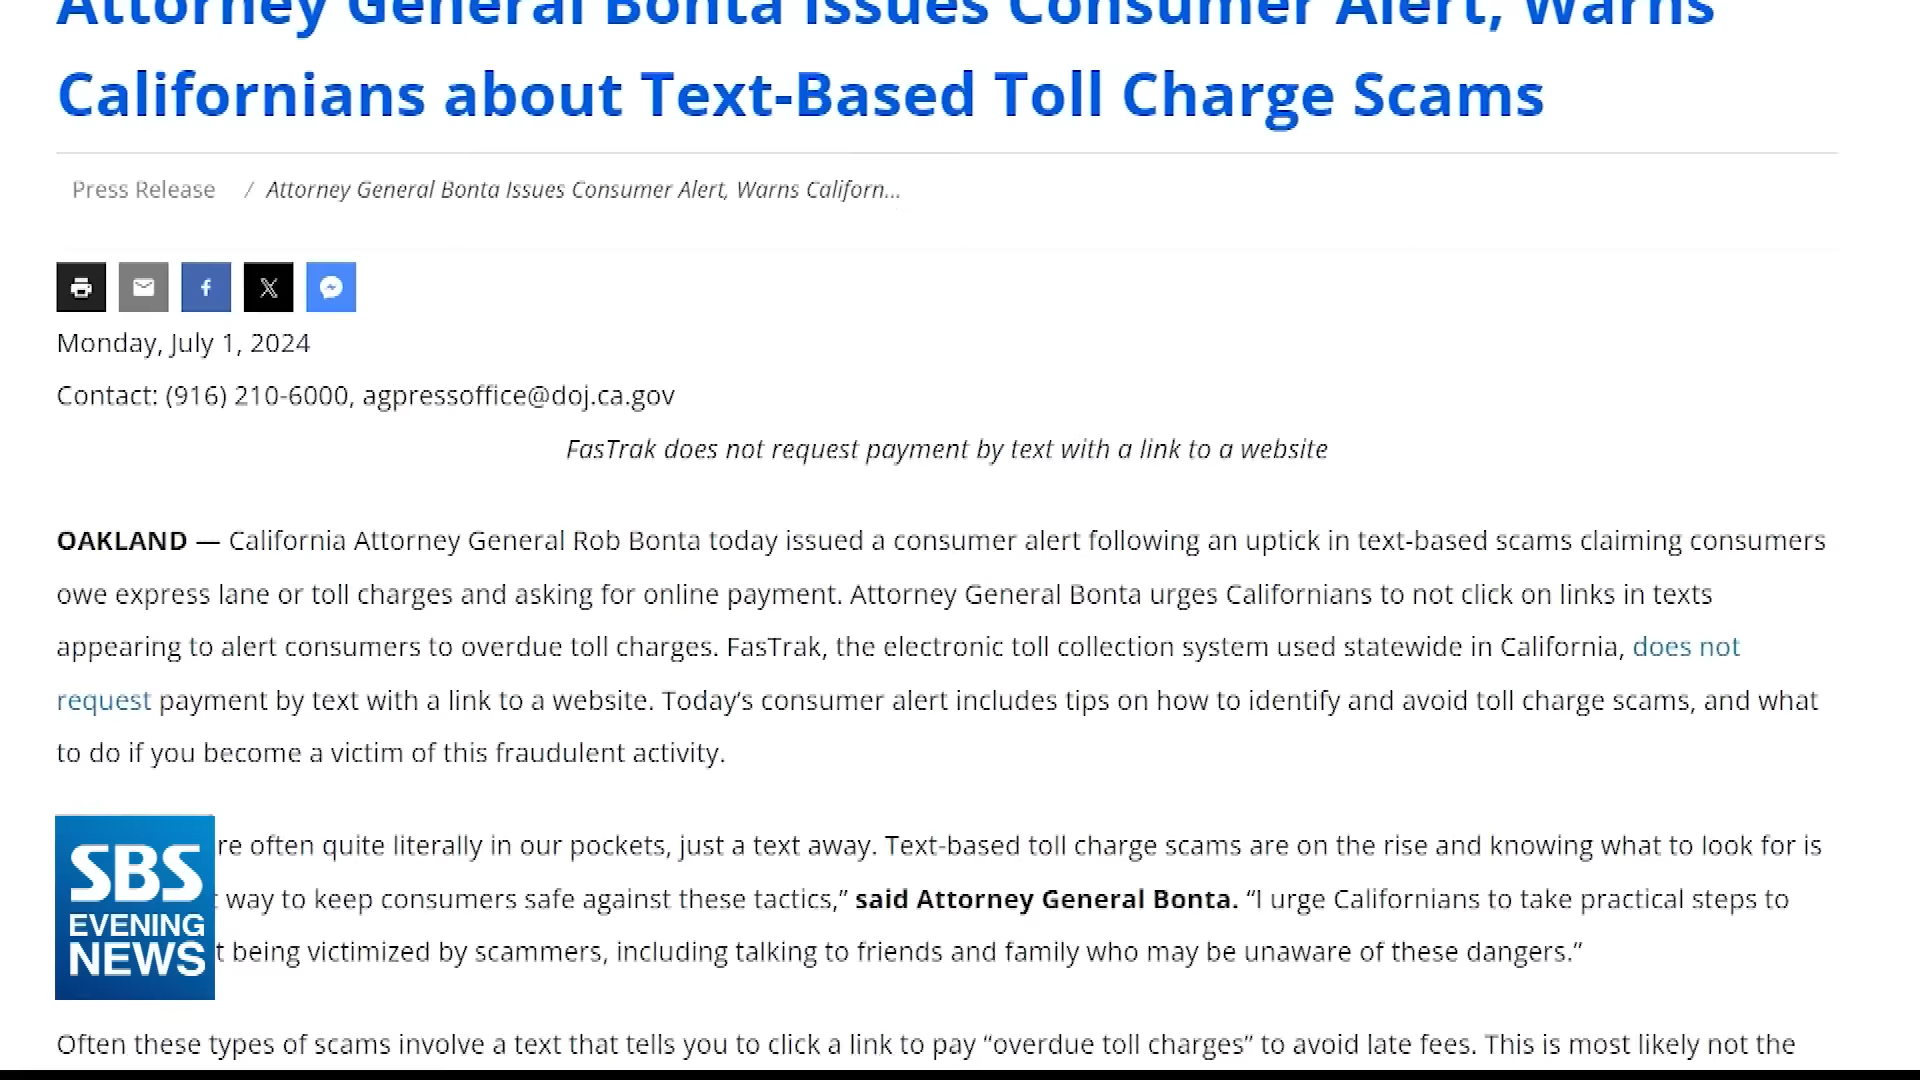 Attorney General Bonta Issues Consumer Alert, Warns
Californians about Text-Based Toll Charge Scams
Press Release / Attorney General Bonta Issues Consumer Alert, Warns Californ...
Monday, July 1, 2024
Contact: (916) 210-6000, agpressoffice@doj.ca.gov
FasTrak does not request payment by text with a link to a website
OAKLAND — California Attorney General Rob Bonta today issued a consumer alert following an uptick in text-based scams claiming consumers
owe express lane or toll charges and asking for online payment. Attorney General Bonta urges Californians to not click on links in texts
appearing to alert consumers to overdue toll charges. FasTrak, the electronic toll collection system used statewide in California, does not
request payment by text with a link to a website. Today’s consumer alert includes tips on how to identify and avoid toll charge scams, and what
to do if you become a victim of this fraudulent activity.
re often quite literally in our pockets, just a text away. Text-based toll charge scams are on the rise and knowing what to look for is
way to keep consumers safe against these tactics,” said Attorney General Bonta. “I urge Californians to take practical steps to
t being victimized by scammers, including talking to friends and family who may be unaware of these dangers.”
SBS
EVENING
NEWS
Often these types of scams involve a text that tells you to click a link to pay “overdue toll charges” to avoid late fees. This is most likely not the